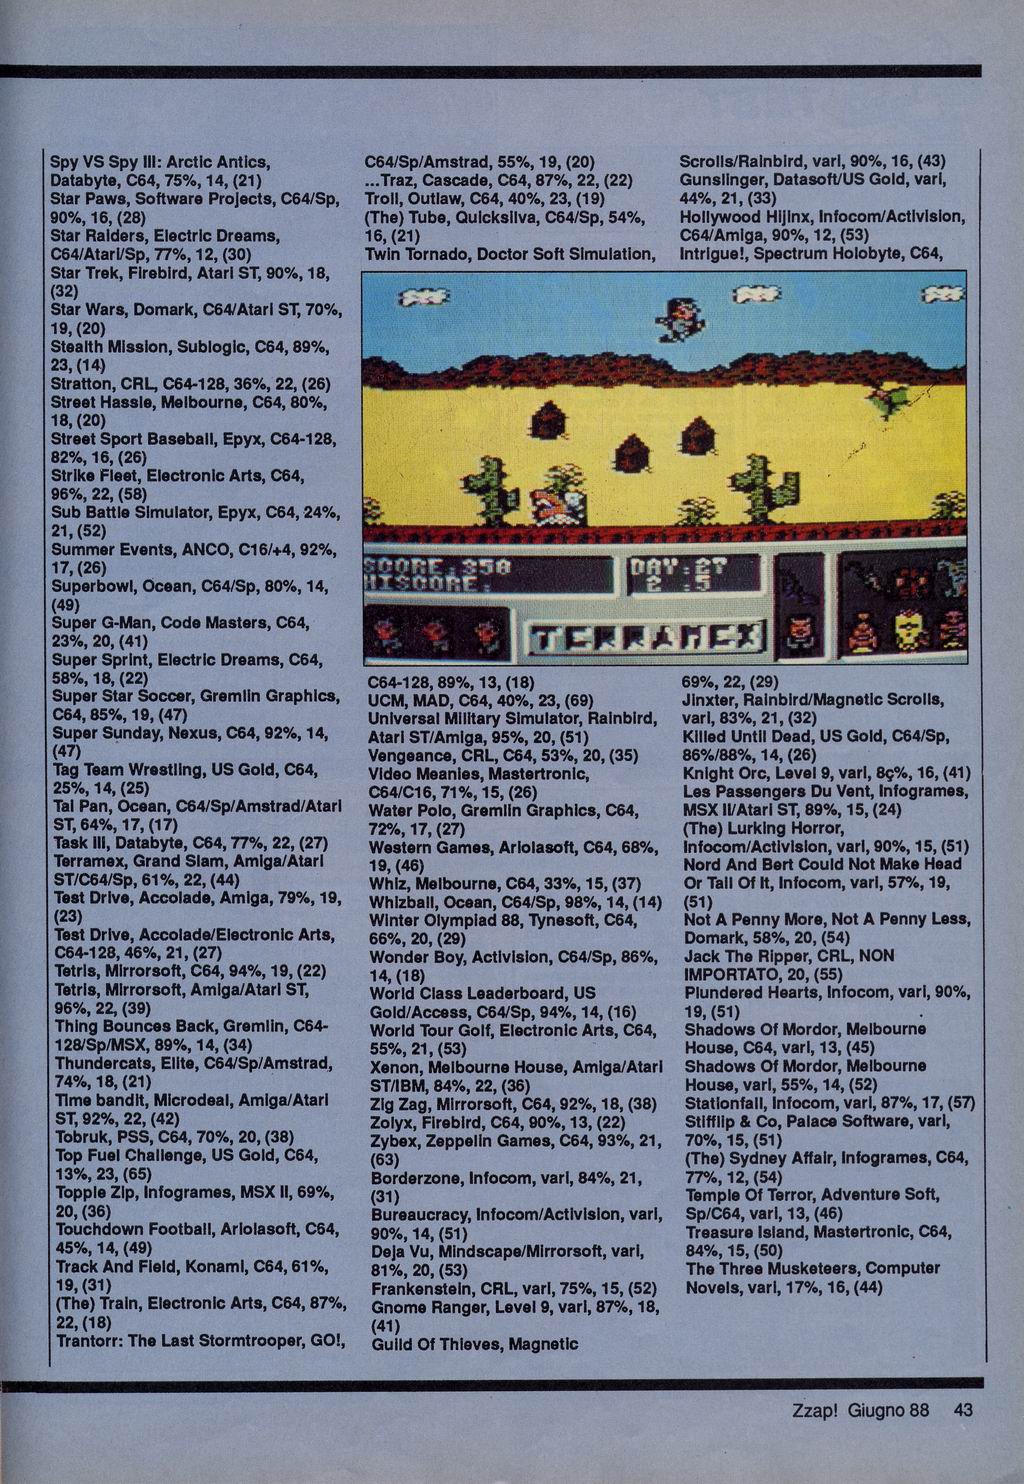 Spy VS Spy III: Arctic Antics,
Databyte, C64, 75%, 14, (21)
Star Paws, Software Projects, C64/Sp,
90%, 16, (28)
Star Raiders, Electric Dreams,
C64/Atari/Sp, 77%, 12, (30)
Star Trek, Firebird, Atari ST, 90%, 18,
(32)
Star Wars, Domark, C64/Atari ST, 70%,
19, (20)
Stealth Mission, Sublogic, C64, 89%,
23, (14)
Stratton, CRL, C64-128, 36%, 22, (26)
Street Hassle, Melbourne, C64, 80%,
18, (20)
Street Sport Baseball, Epyx, C64-128,
82%, 16, (26)
Strike Fleet, Electronic Arts, C64,
96%, 22, (58)
Sub Battle Simulator, Epyx, C64, 24%,
21, (52)
Summer Events, ANCO, C16/+4, 92%,
17, (26)
Superbowl, Ocean, C64/Sp, 80%, 14,
(49)
Super G-Man, Code Masters, C64,
23%, 20, (41)
Super Sprint, Electric Dreams, C64,
58%, 18, (22)
Super Star Soccer, Gremlin Graphics,
C64, 85%, 19, (47)
Super Sunday, Nexus, C64, 92%, 14,
(47)
Tag Team Wrestling, US Gold, C64,
25%, 14, (25)
Tai Pan, Ocean, C64/Sp/Amstrad/Atari
ST, 64%, 17, (17)
Task III, Databyte, C64, 77%, 22, (27)
Terramex, Grand Slam, Amiga/Atari
ST/C64/Sp, 61%, 22, (44)
Test Drive, Accolade, Amiga, 79%, 19,
(23)
Test Drive, Accolade/Electronic Arts,
C64-128, 46%, 21, (27)
Tetris, Mirrorsoft, C64, 94%, 19, (22)
Tetris, Mirrorsoft, Amiga/Atari ST,
96%, 22, (39)
Thing Bounces Back, Gremlin, C64-
128/Sp/MSX, 89%, 14, (34)
Thundercats, Elite, C64/Sp/Amstrad,
74%, 18, (21)
Time bandit, Microdeal, Amiga/Atari
ST, 92%, 22, (42)
Tobruk, PSS, C64, 70%, 20, (38)
Top Fuel Challenge, US Gold, C64,
13%, 23, (65)
Topple Zip, Infogrames, MSX II, 69%,
20, (36)
Touchdown Football, Ariolasoft, C64,
45%, 14, (49)
Track And Field, Konami, C64, 61%,
19, (31)
(The) Train, Electronic Arts, C64, 87%,
22, (18)
Trantorr: The Last Stormtrooper, GO!,
C64/Sp/Amstrad, 55%, 19, (20)
...Traz, Cascade, C64, 87%, 22, (22)
Troll, Outlaw, C64, 40%, 23, (19)
(The) Tube, Quicksilva, C64/Sp, 54%,
16, (21)
Twin Tornado, Doctor Soft Simulation,
SCORE.350
HISCORE.
DAY:27
2 :5
TERRAMEX
C64-128, 89%, 13, (18)
UCM, MAD, C64, 40%, 23, (69)
Universal Military Simulator, Rainbird,
Atari ST/Amiga, 95%, 20, (51)
Vengeance, CRL, C64, 53%, 20, (35)
Video Meanies, Mastertronic,
C64/C16, 71%, 15, (26)
Water Polo, Gremlin Graphics, C64,
72%, 17, (27)
Western Games, Ariolasoft, C64, 68%,
19, (46)
Whiz, Melbourne, C64, 33%, 15, (37)
Whizball, Ocean, C64/Sp, 98%, 14, (14)
Winter Olympiad 88, Tynesoft, C64,
66%, 20, (29)
Wonder Boy, Activision, C64/Sp, 86%,
14, (18)
World Class Leaderboard, US
Gold/Access, C64/Sp, 94%, 14, (16)
World Tour Golf, Electronic Arts, C64,
55%, 21, (53)
Xenon, Melbourne House, Amiga/Atari
ST/IBM, 84%, 22, (36)
Zig Zag, Mirrorsoft, C64, 92%, 18, (38)
Zolyx, Firebird, C64, 90%, 13, (22)
Zybex, Zeppelin Games, C64, 93%, 21,
(63)
Borderzone, Infocom, vari, 84%, 21,
(31)
Bureaucracy, Infocom/Activision, vari,
90%, 14, (51)
Deja Vu, Mindscape/Mirrorsoft, vari,
81%, 20, (53)
Frankenstein, CRL, vari, 75%, 15, (52)
Gnome Ranger, Level 9, vari, 87%, 18,
(41)
Guild Of Thieves, Magnetic
Scrolls/Rainbird, vari, 90%, 16, (43)
Gunslinger, Datasoft/US Gold, vari,
44%, 21, (33)
Hollywood Hijinx, Infocom/Activision,
C64/Amiga, 90%, 12, (53)
Intrigue!, Spectrum Holobyte, C64,
69%, 22, (29)
Jinxter, Rainbird/Magnetic Scrolls,
vari, 83%, 21, (32)
Killed Until Dead, US Gold, C64/Sp,
86%/88%, 14, (26)
Knight Orc, Level 9, vari, 8ç%, 16, (41)
Les Passengers Du Vent, Infogrames,
MSX II/Atari ST, 89%, 15, (24)
(The) Lurking Horror,
Infocom/Activision, vari, 90%, 15, (51)
Nord And Bert Could Not Make Head
Or Tail Of It, Infocom, vari, 57%, 19,
(51)
Not A Penny More, Not A Penny Less,
Domark, 58%, 20, (54)
Jack The Ripper, CRL, NON
IMPORTATO, 20, (55)
Plundered Hearts, Infocom, vari, 90%,
19, (51)
Shadows Of Mordor, Melbourne
House, C64, vari, 13, (45)
Shadows Of Mordor, Melbourne
House, vari, 55%, 14, (52)
Stationfall, Infocom, vari, 87%, 17, (57)
Stifflip & Co, Palace Software, vari,
70%, 15, (51)
(The) Sydney Affair, Infogrames, C64,
77%, 12, (54)
Temple Of Terror, Adventure Soft,
Sp/C64, vari, 13, (46)
Treasure Island, Mastertronic, C64,
84%, 15, (50)
The Three Musketeers, Computer
Novels, vari, 17%, 16, (44)
Zzap! Giugno 88 43